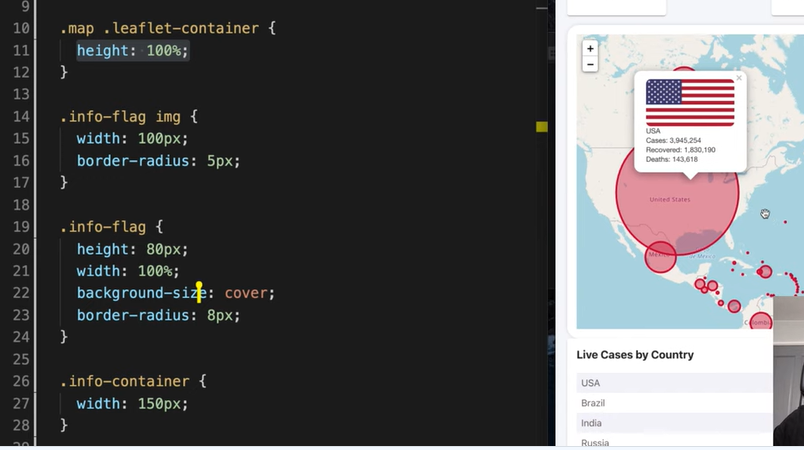 9
10 .map .leaflet-container {
11 height: 100%;
12 }
13
14 .info-flag img {
15 width: 100px;
16 border-radius: 5px;
17 }
18
19 .info-flag {
20 height: 80px;
21 width: 100%;
22 background-size: cover;
23 border-radius: 8px;
24 }
25
26 .info-container {
27 width: 150px;
28 }
+
−
×
USA
Cases: 3,945,254
Recovered: 1,830,190
Deaths: 143,618
United States
Live Cases by Country
USA
Brazil
India
Russia